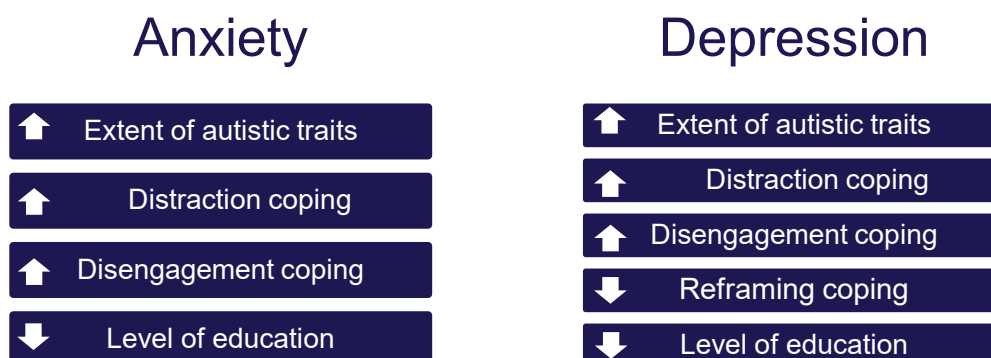 Anxiety
Extent of autistic traits
Distraction coping
Disengagement coping
Level of education
Depression
Extent of autistic traits
Distraction coping
Disengagement coping
Reframing coping
Level of education